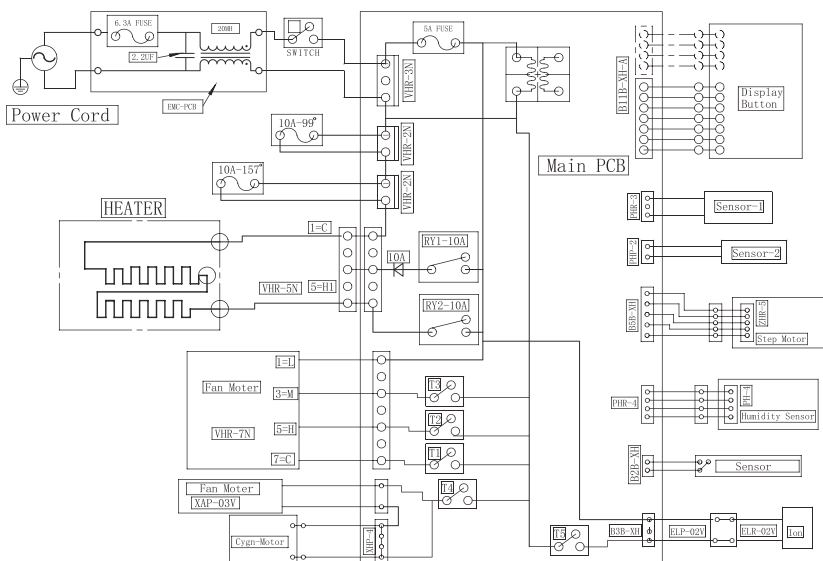 6.3A FUSE
20MH
2.2UF
EMC-PCB
Power Cord
SWITCH
5A FUSE
VHR-3N
10A-99°
VHR-2N
10A-157°
VHR-2N
Main PCB
B11B-XH-A
Display
Button
HEATER
1=C
VHR-5N
5=H1
10A
RY1-10A
RY2-10A
PHR-3
Sensor-1
PHP-2
Sensor-2
B5B-XH
ZHR-5
Step Motor
1=L
Fan Moter
3=M
VHR-7N
5=H
7=C
T3
T2
T1
PHR-4
PH-4
Humidity Sensor
B2B-XH
Sensor
Fan Moter
XAP-03V
T4
Cygn-Motor
XHP-4
T5
B3B-XH
ELP-02V
ELR-02V
Ion